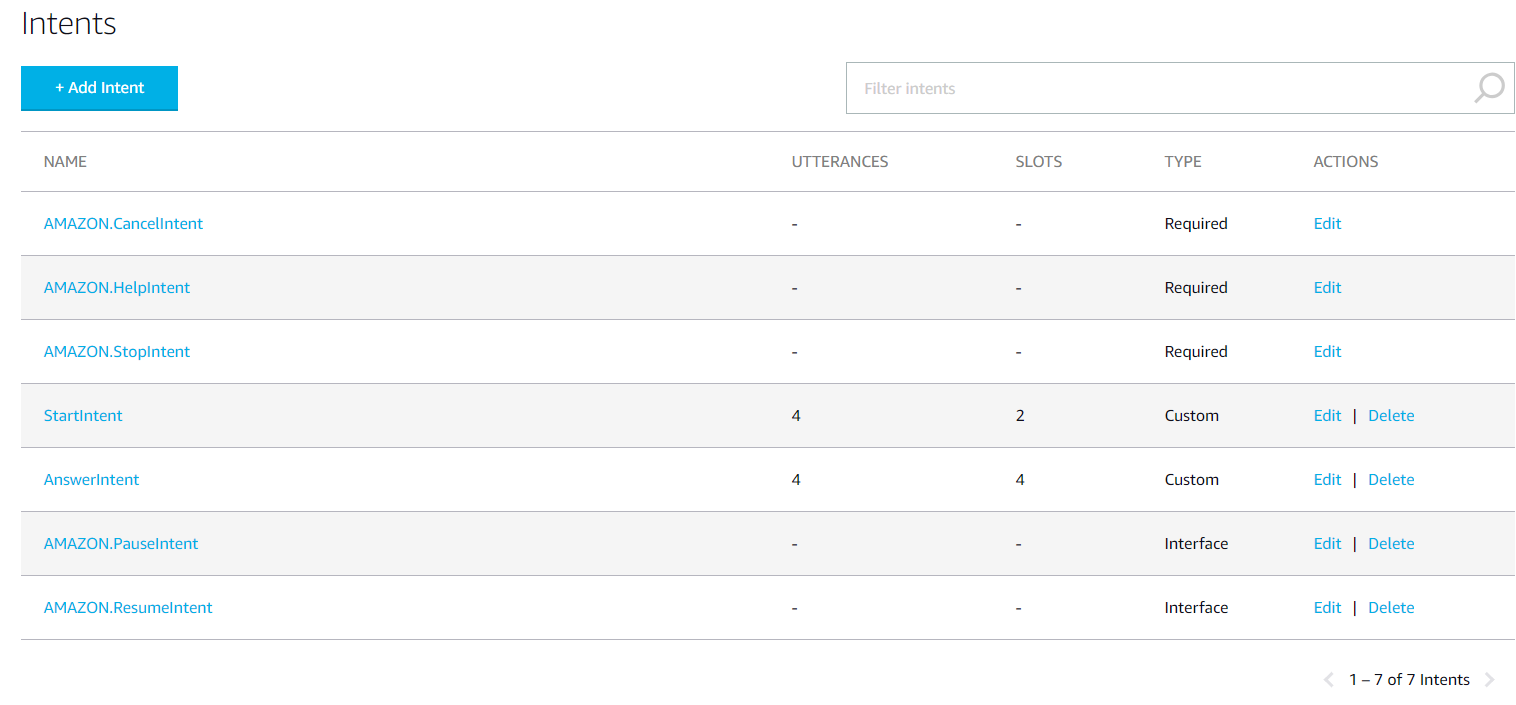 Intents
+ Add Intent Filter intents
NAME UTTERANCES SLOTS TYPE ACTIONS
AMAZON.CancelIntent - - Required Edit
AMAZON.HelpIntent - - Required Edit
AMAZON.StopIntent - - Required Edit
StartIntent 4 2 Custom Edit | Delete
AnswerIntent 4 4 Custom Edit | Delete
AMAZON.PauseIntent - - Interface Edit | Delete
AMAZON.ResumeIntent - - Interface Edit | Delete
1 – 7 of 7 Intents